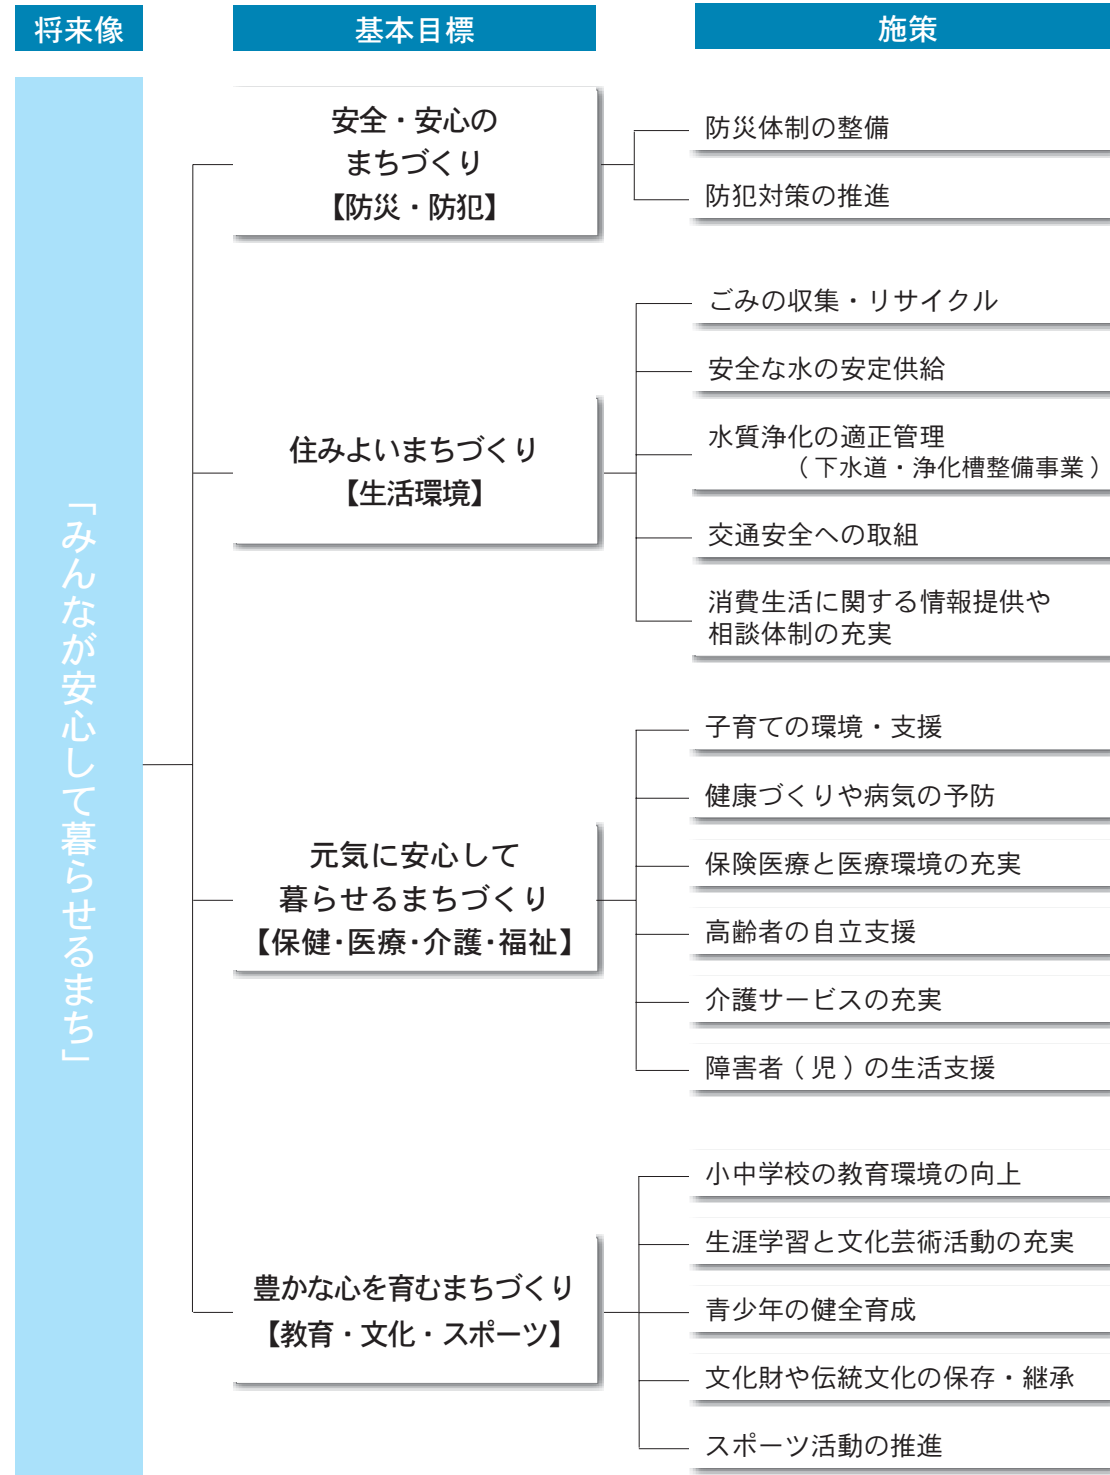 将来像
基本目標
施策
「みんなが安心して暮らせるまち」
安全・安心の
まちづくり
【防災・防犯】
防災体制の整備
防犯対策の推進
住みよいまちづくり
【生活環境】
ごみの収集・リサイクル
安全な水の安定供給
水質浄化の適正管理
（下水道・浄化槽整備事業）
交通安全への取組
消費生活に関する情報提供や
相談体制の充実
元気に安心して
暮らせるまちづくり
【保健・医療・介護・福祉】
子育ての環境・支援
健康づくりや病気の予防
保険医療と医療環境の充実
高齢者の自立支援
介護サービスの充実
障害者（児）の生活支援
豊かな心を育むまちづくり
【教育・文化・スポーツ】
小中学校の教育環境の向上
生涯学習と文化芸術活動の充実
青少年の健全育成
文化財や伝統文化の保存・継承
スポーツ活動の推進